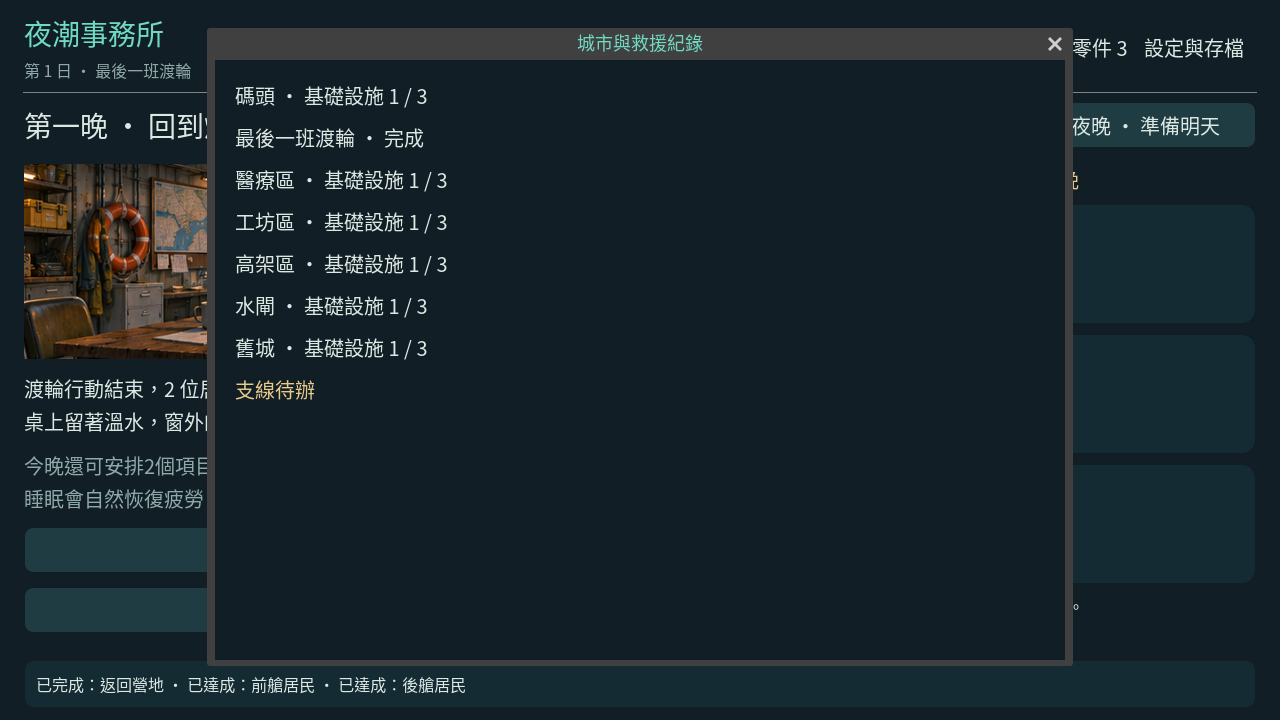 夜潮事務所
第 1 日 · 最後一班渡輪
零件 3
設定與存檔
城市與救援紀錄
第一晚 · 回到
夜晚 · 準備明天
碼頭 · 基礎設施 1 / 3
最後一班渡輪 · 完成
醫療區 · 基礎設施 1 / 3
工坊區 · 基礎設施 1 / 3
高架區 · 基礎設施 1 / 3
水閘 · 基礎設施 1 / 3
舊城 · 基礎設施 1 / 3
支線待辦
渡輪行動結束，2 位
桌上留著溫水，窗外
今晚還可安排2個項目
睡眠會自然恢復疲勞
已完成：返回營地 · 已達成：前艙居民 · 已達成：後艙居民